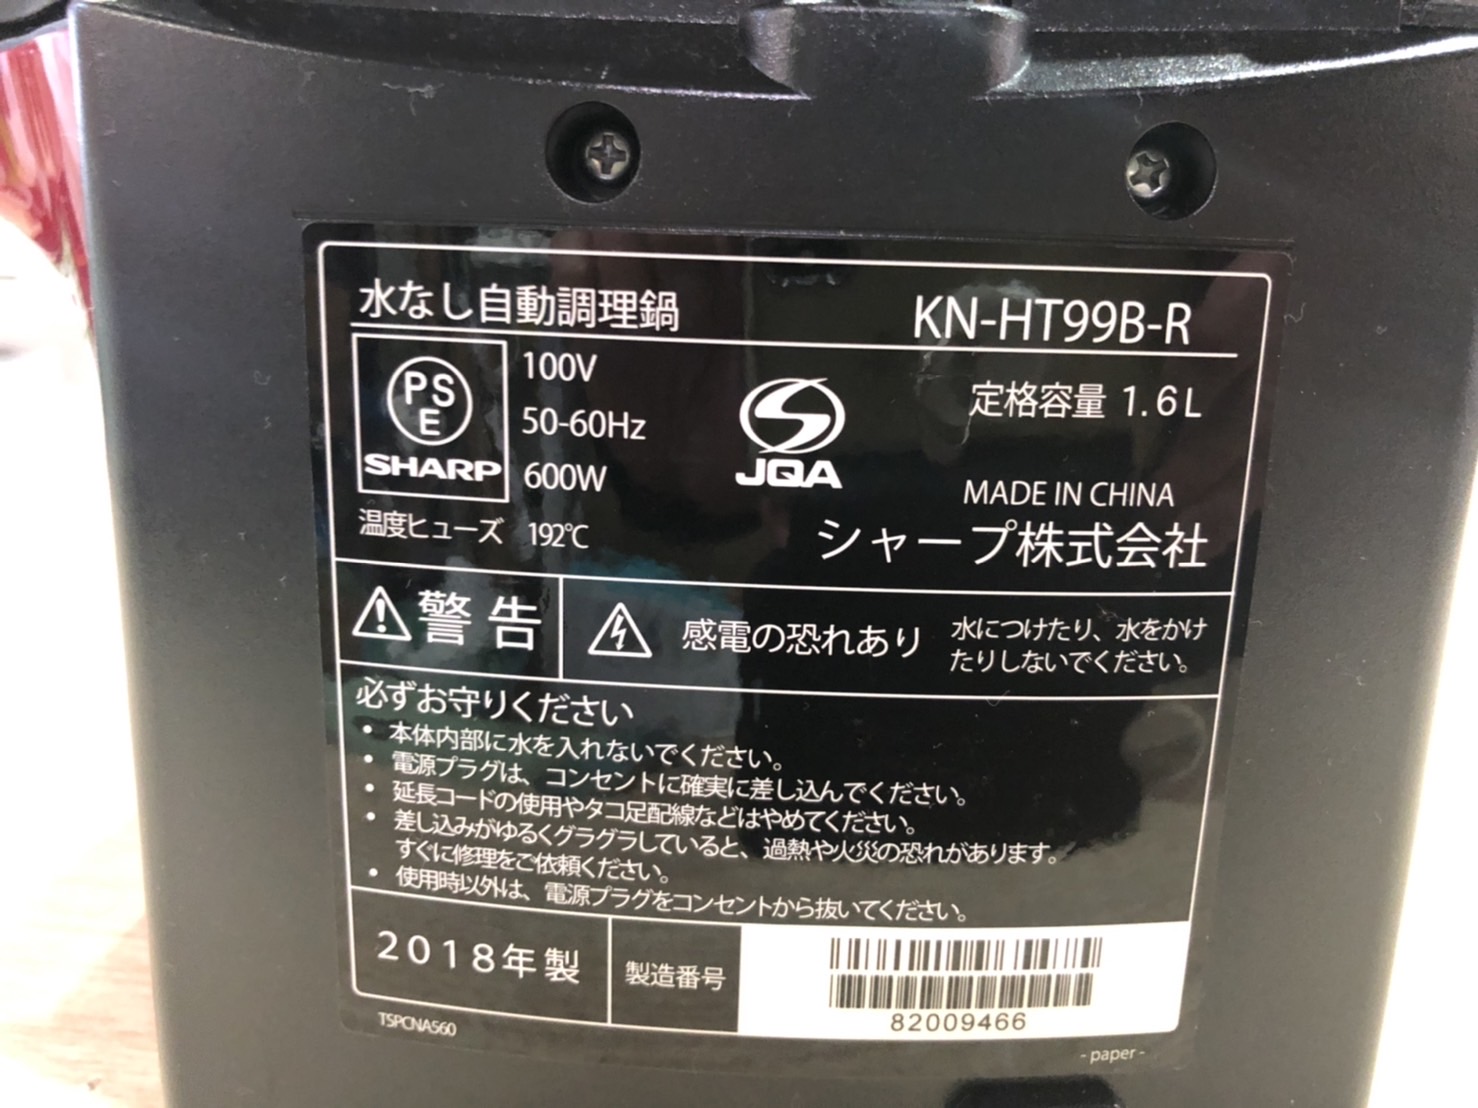 水なし自動調理鍋 KN-HT99B-R
PS
E
SHARP
100V
50-60Hz
600W
JQA
定格容量 1.6L
MADE IN CHINA
温度ヒューズ 192℃
シャープ株式会社
警告
感電の恐れあり
水につけたり、水をかけ
たりしないでください。
必ずお守りください
・本体内部に水を入れないでください。
・電源プラグは、コンセントに確実に差し込んでください。
・延長コードの使用やタコ足配線などはやめてください。
・差し込みがゆるくグラグラしていると、過熱や火災の恐れがあります。
すぐに修理をご依頼ください。
・使用時以外は、電源プラグをコンセントから抜いてください。
2018年製
製造番号
82009466
TSPCNA560
- paper -